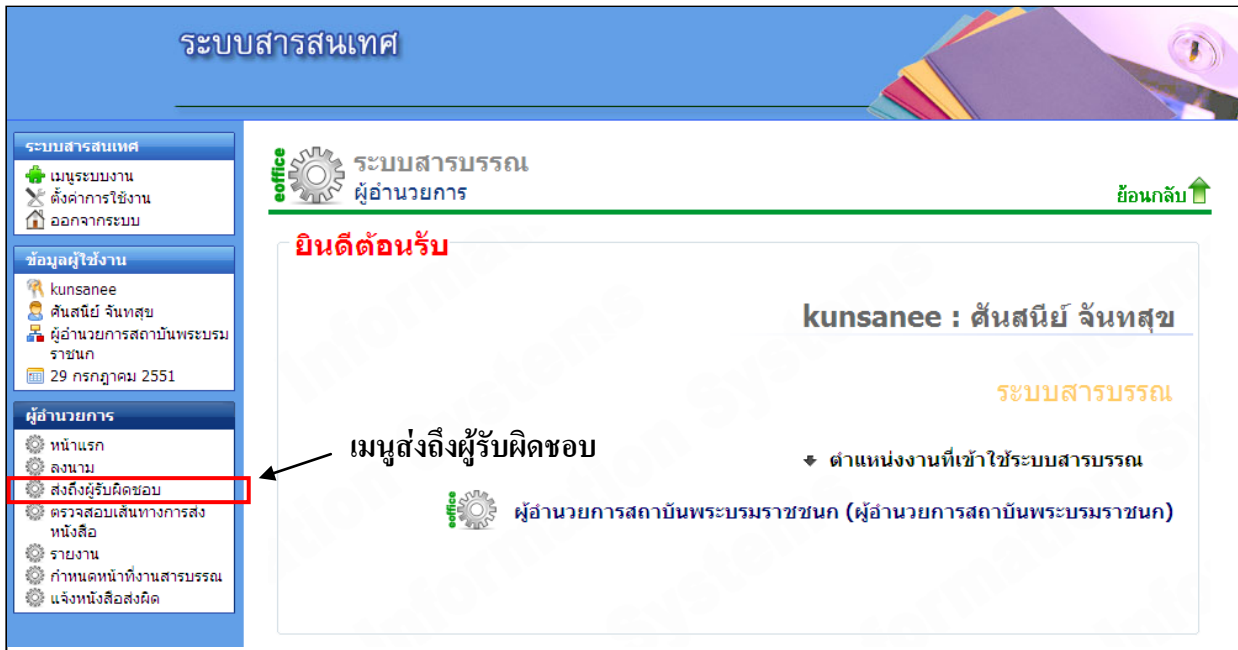 ระบบสารสนเทศ
ระบบสารสนเทศ
เมนูระบบงาน
ตั้งค่าการใช้งาน
ออกจากระบบ
ข้อมูลผู้ใช้งาน
kunsanee
ศันสนีย์ จันทสุข
ผู้อำนวยการสถาบันพระบรม
ราชนก
29 กรกฎาคม 2551
ผู้อำนวยการ
หน้าแรก
ลงนาม
ส่งถึงผู้รับผิดชอบ
ตรวจสอบเส้นทางการส่ง
หนังสือ
รายงาน
กำหนดหน้าที่งานสารบรรณ
แจ้งหนังสือส่งผิด
eoffice
ระบบสารบรรณ
ผู้อำนวยการ
ย้อนกลับ
ยินดีต้อนรับ
kunsanee : ศันสนีย์ จันทสุข
ระบบสารบรรณ
เมนูส่งถึงผู้รับผิดชอบ
ตำแหน่งงานที่เข้าใช้ระบบสารบรรณ
eoffice
ผู้อำนวยการสถาบันพระบรมราชชนก (ผู้อำนวยการสถาบันพระบรมราชนก)